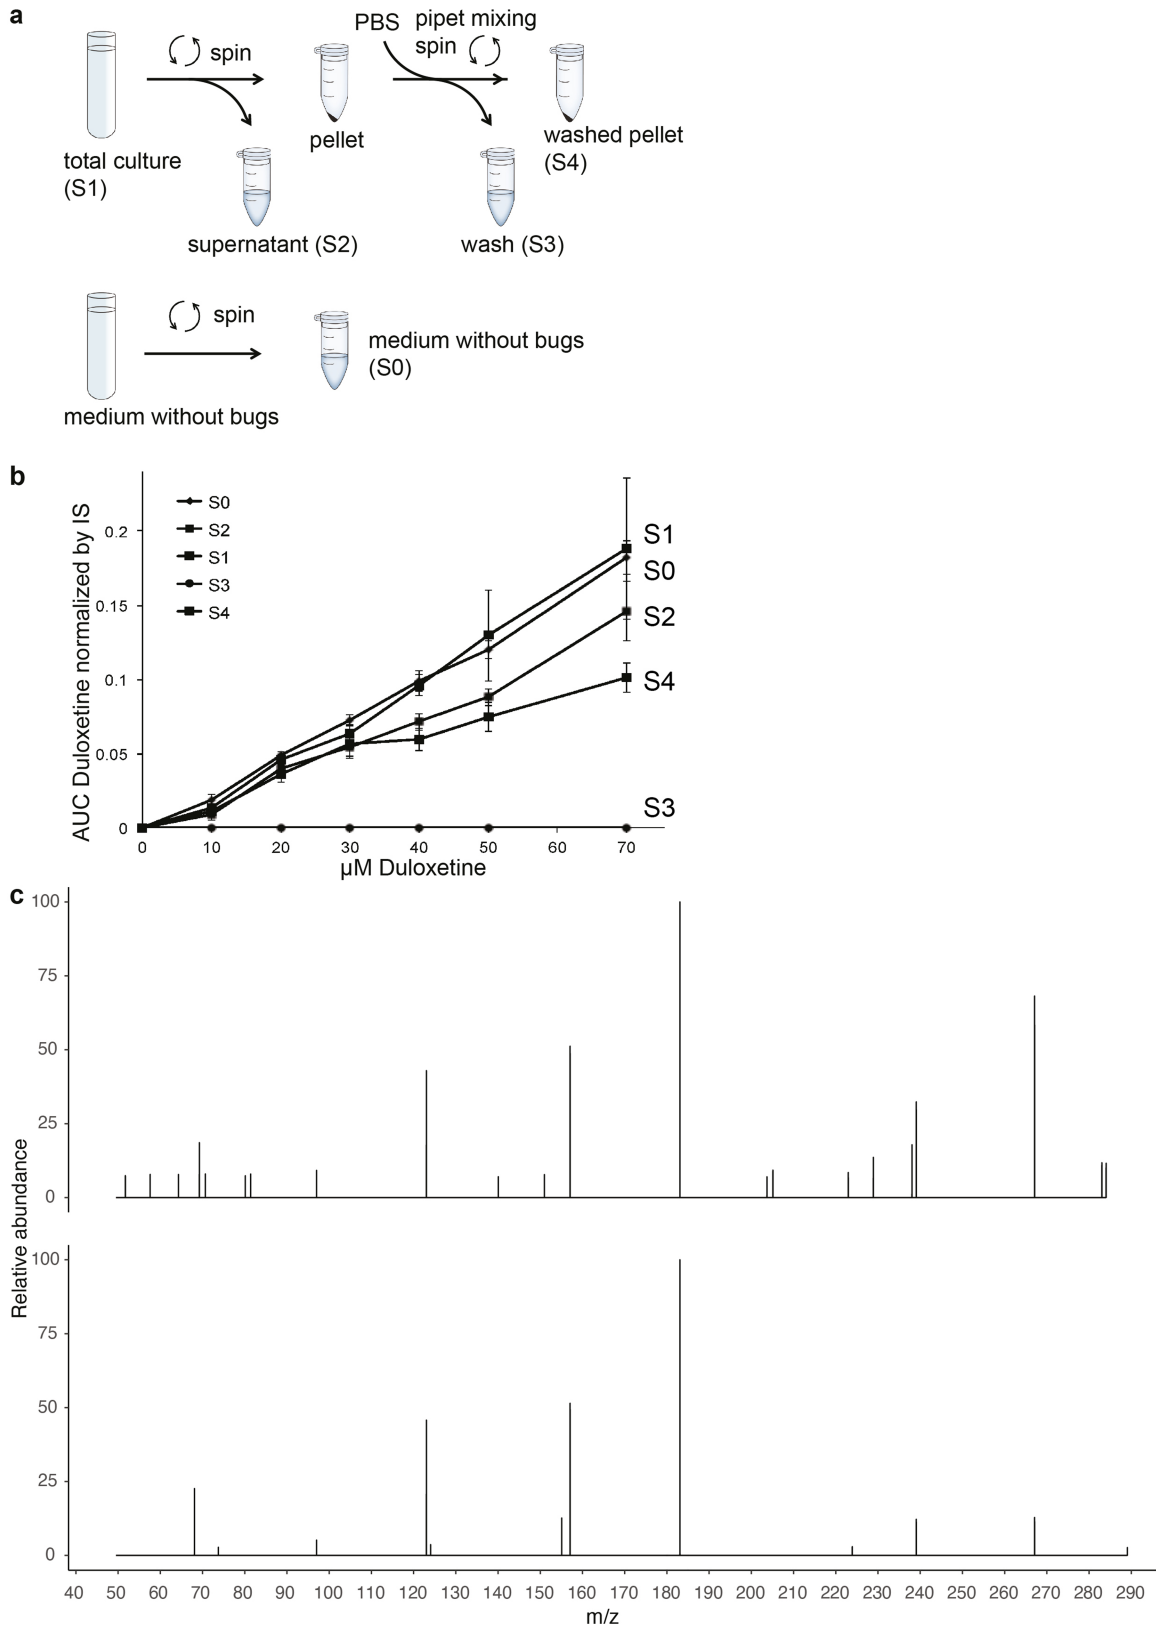 a
PBS
pipet mixing
spin
spin
pellet
washed pellet
(S4)
total culture
(S1)
supernatant (S2)
wash (S3)
spin
medium without bugs
(S0)
medium without bugs
b
AUC Duloxetine normalized by IS
0.2
0.15
0.1
0.05
0
S0
S2
S1
S3
S4
S1
S0
S2
S4
S3
0 10 20 30 40 50 60 70
µM Duloxetine
c
Relative abundance
100
75
50
25
0
100
75
50
25
0
40 50 60 70 80 90 100 110 120 130 140 150 160 170 180 190 200 210 220 230 240 250 260 270 280 290
m/z